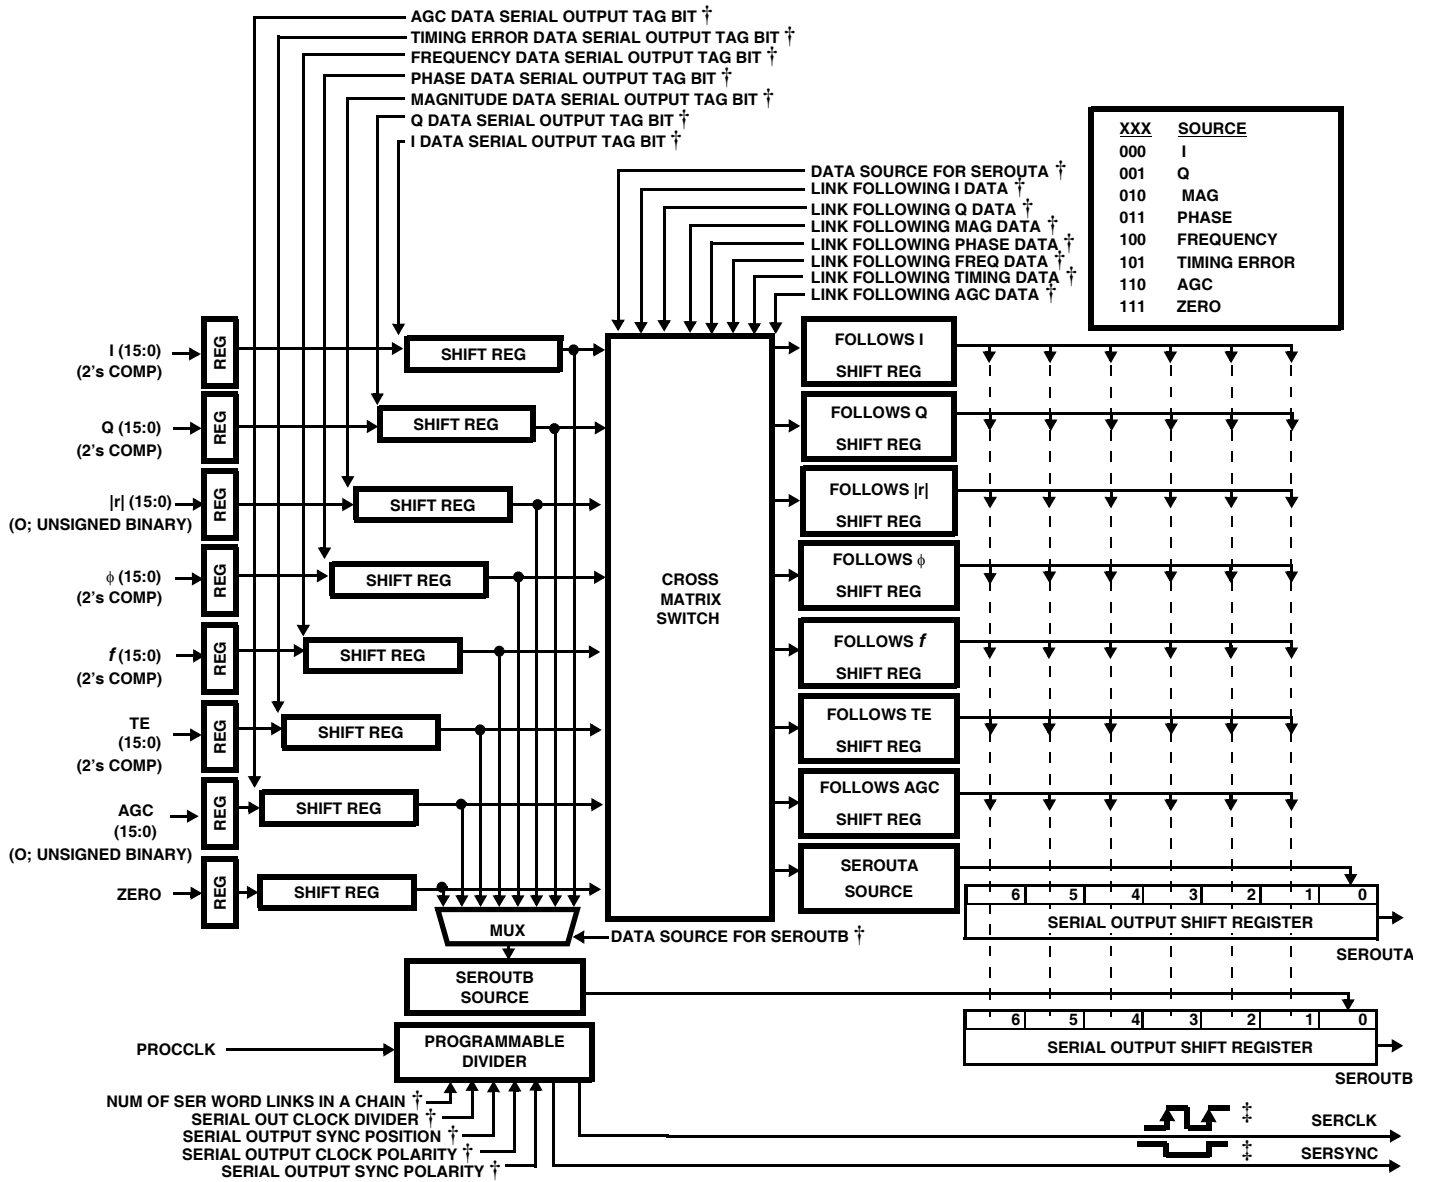 AGC DATA SERIAL OUTPUT TAG BIT †
TIMING ERROR DATA SERIAL OUTPUT TAG BIT †
FREQUENCY DATA SERIAL OUTPUT TAG BIT †
PHASE DATA SERIAL OUTPUT TAG BIT †
MAGNITUDE DATA SERIAL OUTPUT TAG BIT †
Q DATA SERIAL OUTPUT TAG BIT †
I DATA SERIAL OUTPUT TAG BIT †
DATA SOURCE FOR SEROUTA †
LINK FOLLOWING I DATA †
LINK FOLLOWING Q DATA †
LINK FOLLOWING MAG DATA †
LINK FOLLOWING PHASE DATA †
LINK FOLLOWING FREQ DATA †
LINK FOLLOWING TIMING DATA †
LINK FOLLOWING AGC DATA †
XXX SOURCE
000 I
001 Q
010 MAG
011 PHASE
100 FREQUENCY
101 TIMING ERROR
110 AGC
111 ZERO
I (15:0)
(2's COMP)
REG
SHIFT REG
FOLLOWS I
SHIFT REG
Q (15:0)
(2's COMP)
REG
SHIFT REG
FOLLOWS Q
SHIFT REG
|r| (15:0)
(O; UNSIGNED BINARY)
REG
SHIFT REG
FOLLOWS |r|
SHIFT REG
ϕ (15:0)
(2's COMP)
REG
SHIFT REG
CROSS
MATRIX
SWITCH
FOLLOWS ϕ
SHIFT REG
f (15:0)
(2's COMP)
REG
SHIFT REG
FOLLOWS f
SHIFT REG
TE
(15:0)
(2's COMP)
REG
SHIFT REG
FOLLOWS TE
SHIFT REG
AGC
(15:0)
(O; UNSIGNED BINARY)
REG
SHIFT REG
FOLLOWS AGC
SHIFT REG
ZERO
REG
SHIFT REG
SEROUTA
SOURCE
6 5 4 3 2 1 0
SERIAL OUTPUT SHIFT REGISTER
SEROUTA
MUX
DATA SOURCE FOR SEROUTB †
SEROUTB
SOURCE
6 5 4 3 2 1 0
SERIAL OUTPUT SHIFT REGISTER
SEROUTB
PROCCLK
PROGRAMMABLE
DIVIDER
NUM OF SER WORD LINKS IN A CHAIN †
SERIAL OUT CLOCK DIVIDER †
SERIAL OUTPUT SYNC POSITION †
SERIAL OUTPUT CLOCK POLARITY †
SERIAL OUTPUT SYNC POLARITY †
‡ SERCLK
‡ SERSYNC